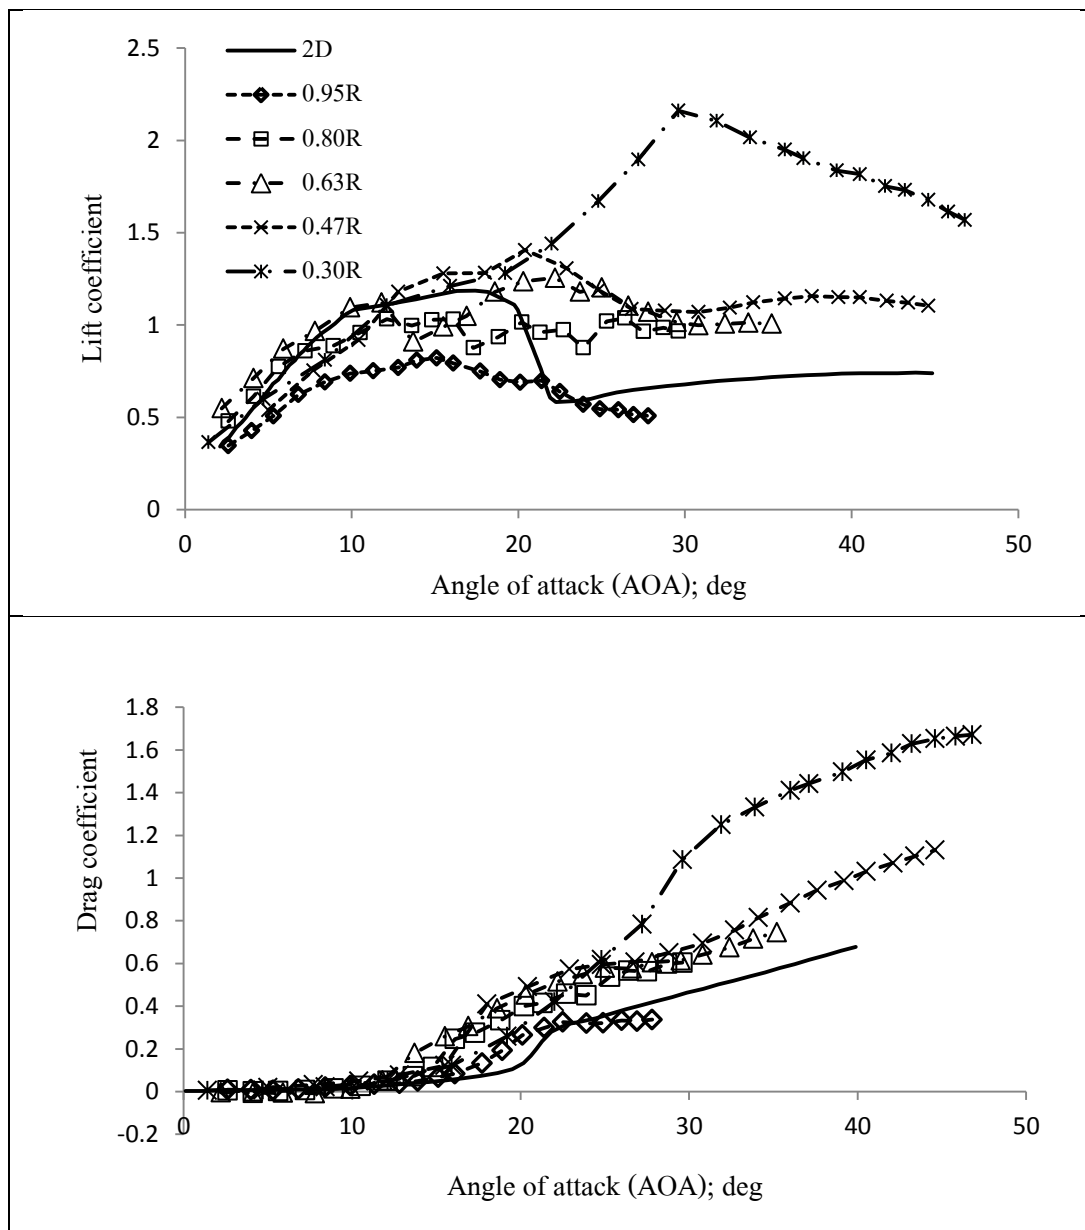 2.5
2
1.5
1
0.5
0
Lift coefficient
2D
0.95R
0.80R
0.63R
0.47R
0.30R
0 10 20 30 40 50
Angle of attack (AOA); deg
1.8
1.6
1.4
1.2
1
0.8
0.6
0.4
0.2
0
-0.2
Drag coefficient
0 10 20 30 40 50
Angle of attack (AOA); deg